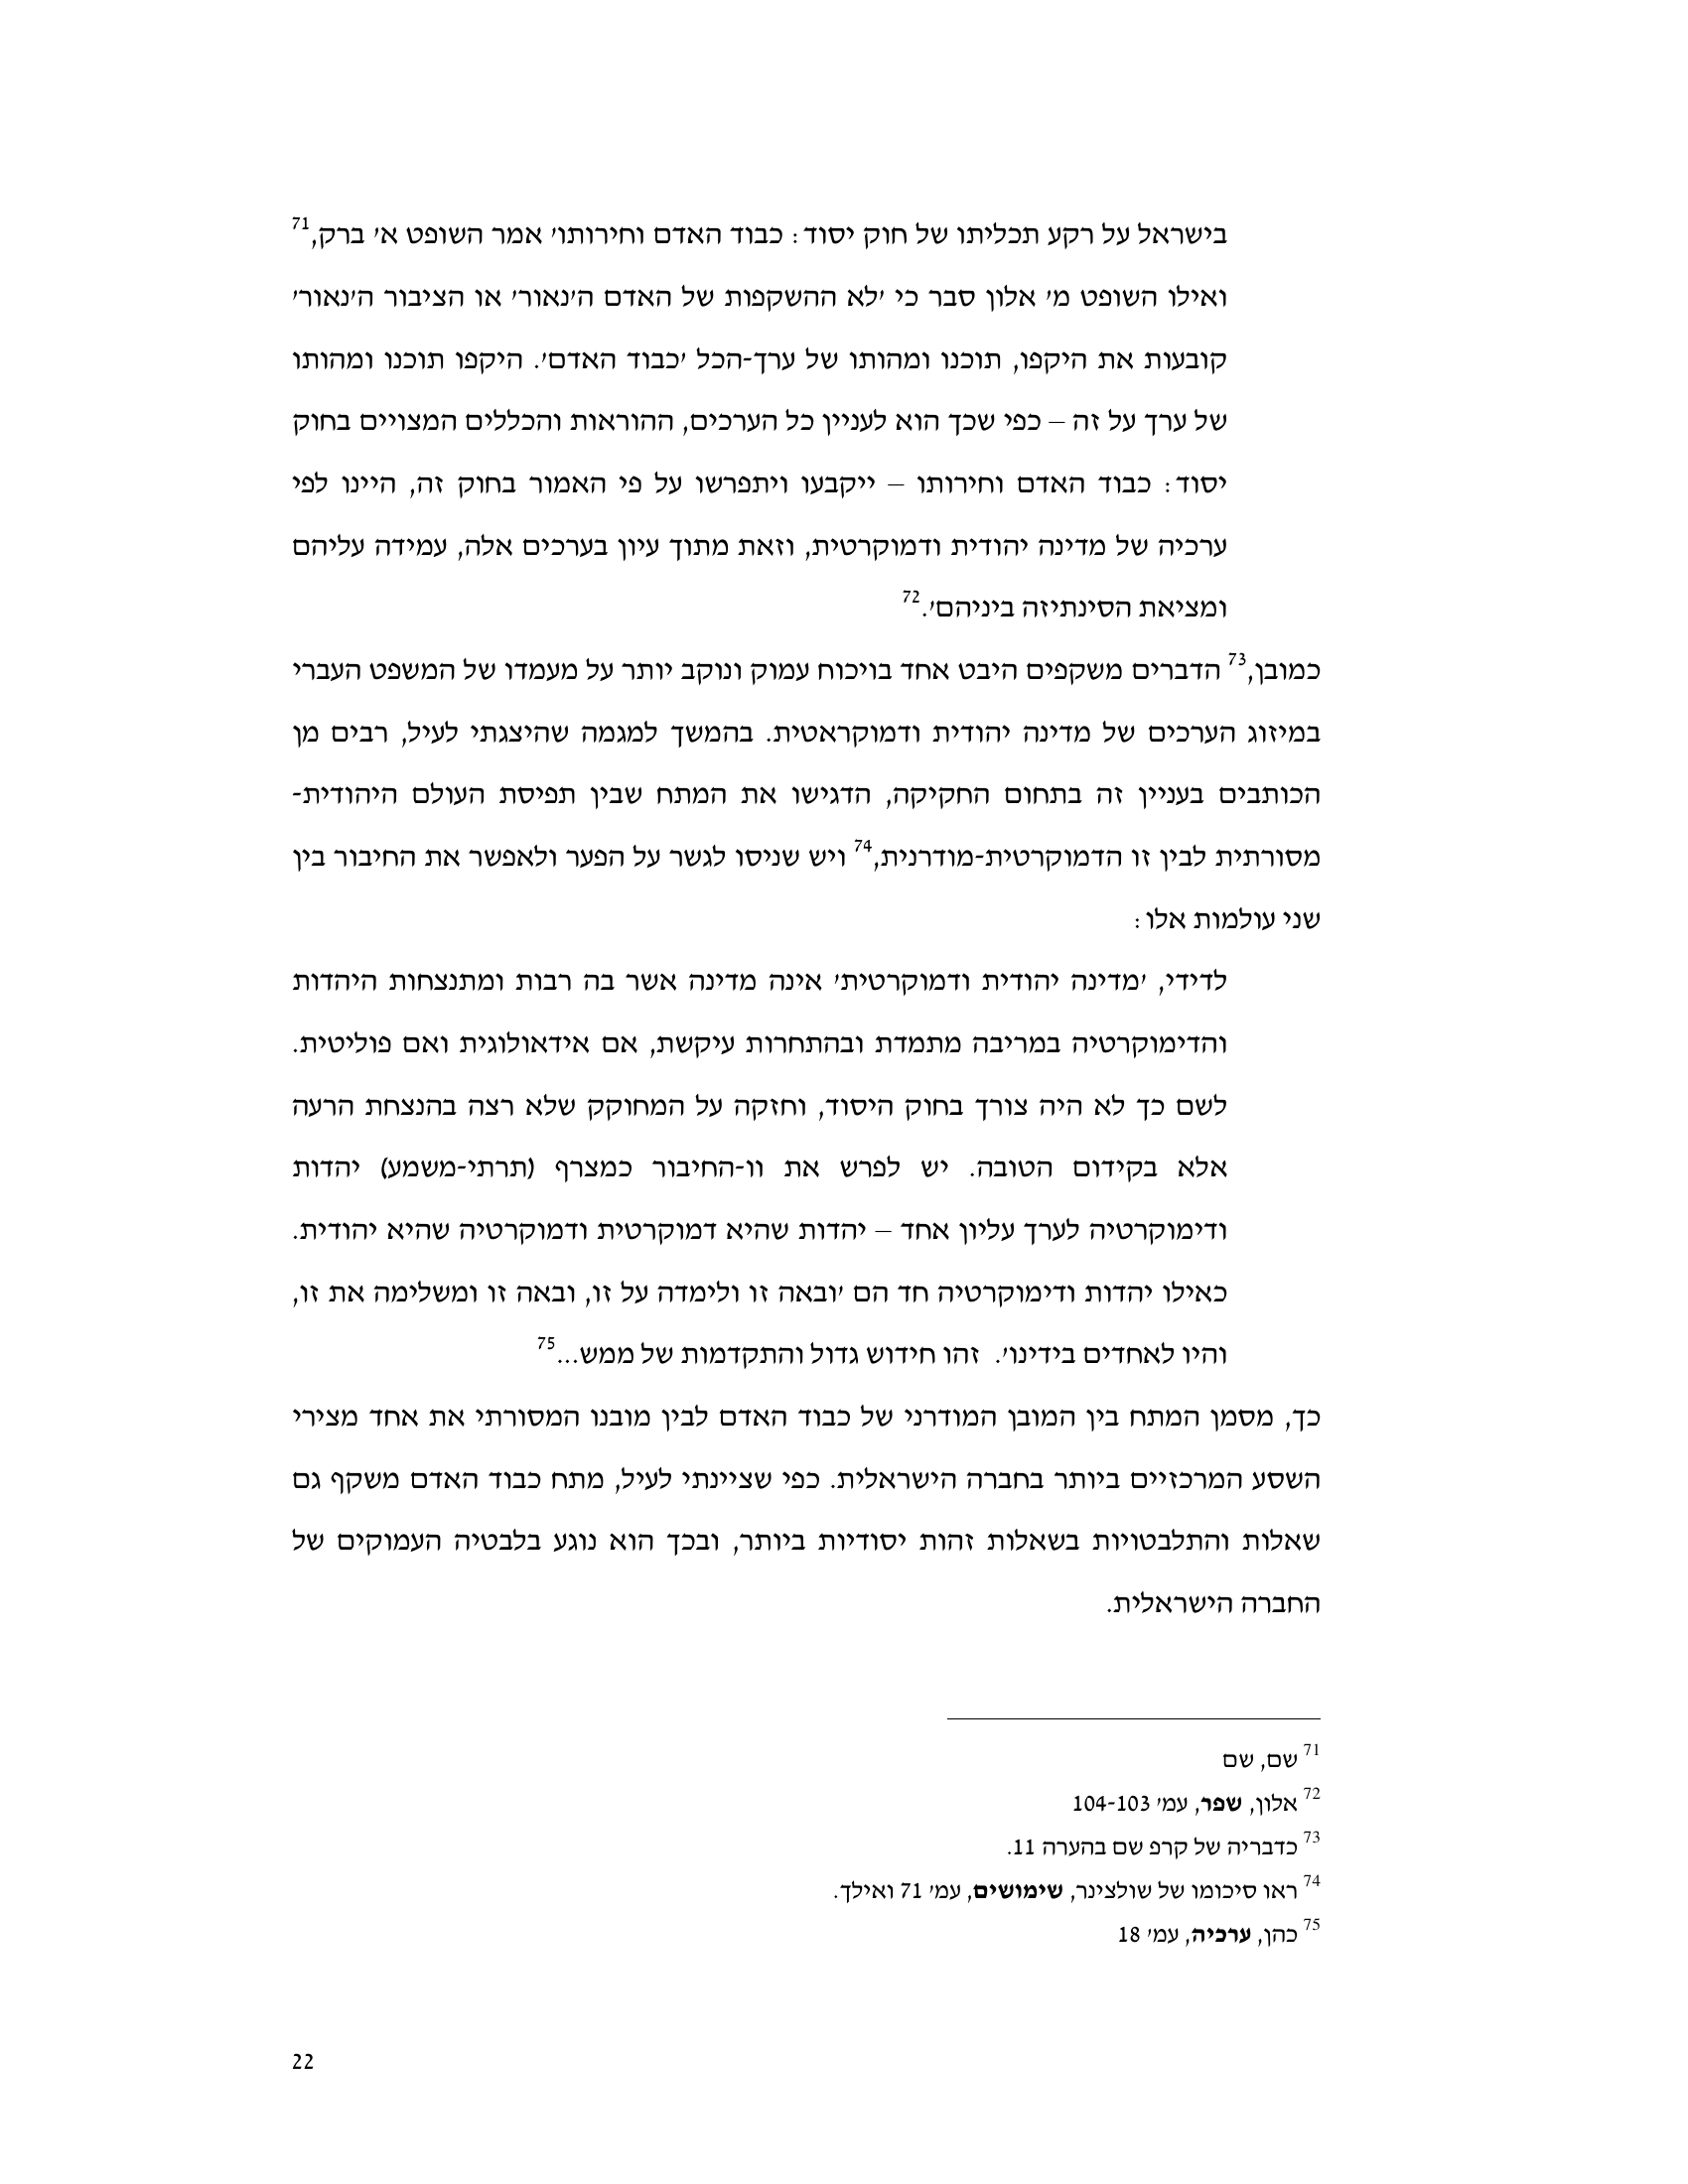 בישראל על רקע תכליתו של חוק יסוד: כבוד האדם וחירותו' אמר השופט א' ברק,71
ואילו השופט מ' אלון סבר כי 'לא ההשקפות של האדם ה'נאור' או הציבור ה'נאור'
קובעות את היקפו, תוכנו ומהותו של ערך-הכל 'כבוד האדם'. היקפו תוכנו ומהותו
של ערך על זה – כפי שכך הוא לעניין כל הערכים, ההוראות והכללים המצויים בחוק
יסוד: כבוד האדם וחירותו – ייקבעו ויתפרשו על פי האמור בחוק זה, היינו לפי
ערכיה של מדינה יהודית ודמוקרטית, וזאת מתוך עיון בערכים אלה, עמידה עליהם
ומציאת הסינתיזה ביניהם'.72
כמובן,73 הדברים משקפים היבט אחד בויכוח עמוק ונוקב יותר על מעמדו של המשפט העברי
במיזוג הערכים של מדינה יהודית ודמוקראטית. בהמשך למגמה שהיצגתי לעיל, רבים מן
הכותבים בעניין זה בתחום החקיקה, הדגישו את המתח שבין תפיסת העולם היהודית-
מסורתית לבין זו הדמוקרטית-מודרנית,74 ויש שניסו לגשר על הפער ולאפשר את החיבור בין
שני עולמות אלו:
לדידי, 'מדינה יהודית ודמוקרטית' אינה מדינה אשר בה רבות ומתנצחות היהדות
והדימוקרטיה במריבה מתמדת ובהתחרות עיקשת, אם אידאולוגית ואם פוליטית.
לשם כך לא היה צורך בחוק היסוד, וחזקה על המחוקק שלא רצה בהנצחת הרעה
אלא בקידום הטובה. יש לפרש את וו-החיבור כמצרף (תרתי-משמע) יהדות
ודימוקרטיה לערך עליון אחד – יהדות שהיא דמוקרטית ודמוקרטיה שהיא יהודית.
כאילו יהדות ודימוקרטיה חד הם 'ובאה זו ולימדה על זו, ובאה זו ומשלימה את זו,
והיו לאחדים בידינו'. זהו חידוש גדול והתקדמות של ממש...75
כך, מסמן המתח בין המובן המודרני של כבוד האדם לבין מובנו המסורתי את אחד מצירי
השסע המרכזיים ביותר בחברה הישראלית. כפי שציינתי לעיל, מתח כבוד האדם משקף גם
שאלות והתלבטויות בשאלות זהות יסודיות ביותר, ובכך הוא נוגע בלבטיה העמוקים של
החברה הישראלית.
71 שם, שם
72 אלון, שפר, עמ' 104-103
73 כדבריה של קרפ שם בהערה 11.
74 ראו סיכומו של שולצינר, שימושים, עמ' 71 ואילך.
75 כהן, ערכיה, עמ' 18
22